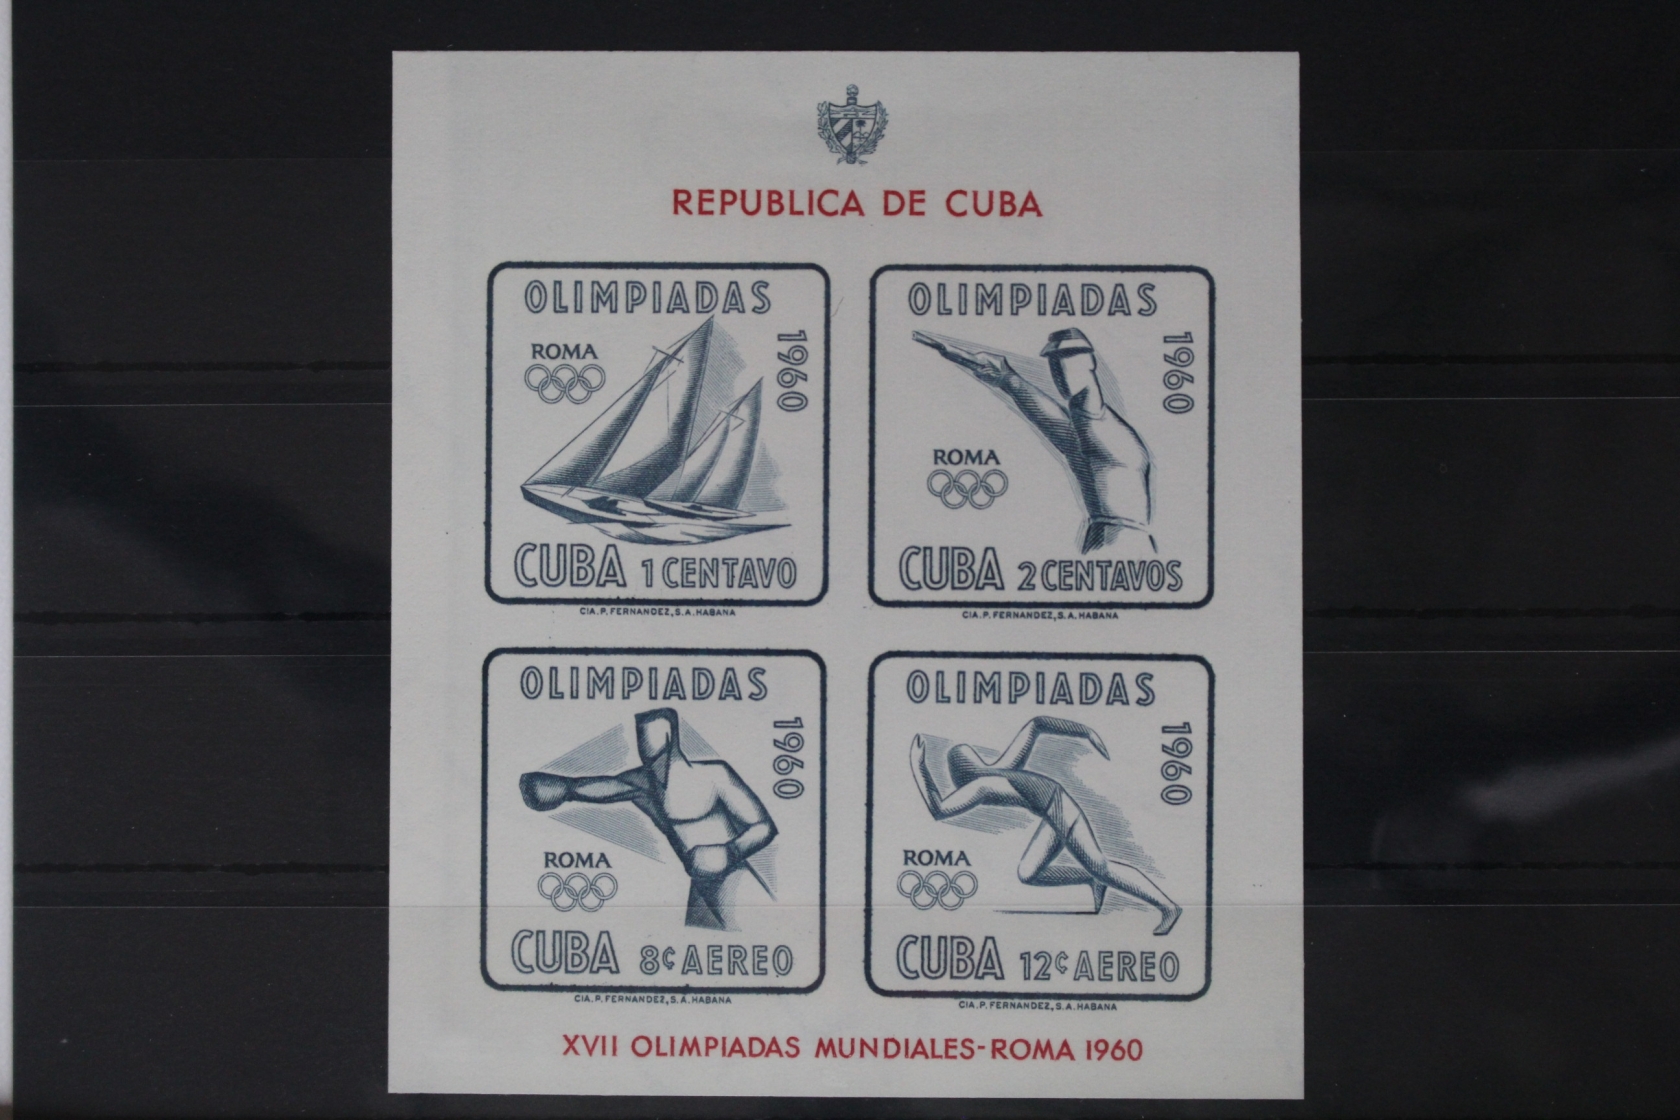 REPUBLICA DE CUBA
OLIMPIADAS
1960
ROMA
CUBA 1 CENTAVO
CIA. P. FERNANDEZ, S. A. HABANA
OLIMPIADAS
1960
ROMA
CUBA 2 CENTAVOS
CIA. P. FERNANDEZ, S. A. HABANA
OLIMPIADAS
1960
ROMA
CUBA 8¢ AEREO
CIA. P. FERNANDEZ, S. A. HABANA
OLIMPIADAS
1960
ROMA
CUBA 12¢ AEREO
CIA. P. FERNANDEZ, S. A. HABANA
XVII OLIMPIADAS MUNDIALES-ROMA 1960